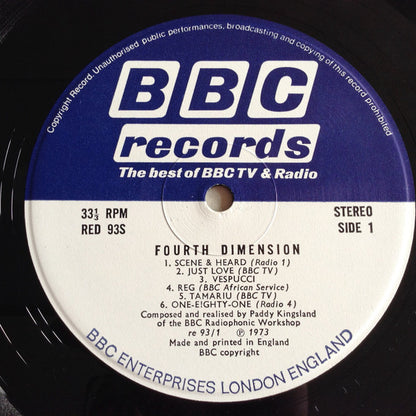 Copyright Record. Unauthorised public performances, broadcasting and copying of this record prohibited
BBC
records
The best of BBC TV & Radio
33⅓ RPM
RED 93S
STEREO
SIDE 1
FOURTH DIMENSION
1. SCENE & HEARD (Radio 1)
2. JUST LOVE (BBC TV)
3. VESPUCCI
4. REG (BBC African Service)
5. TAMARIU (BBC TV)
6. ONE-EIGHTY-ONE (Radio 4)
Composed and realised by Paddy Kingsland
of the BBC Radiophonic Workshop
re 93/1 ℗ 1973
Made and printed in England
BBC copyright
BBC ENTERPRISES LONDON ENGLAND